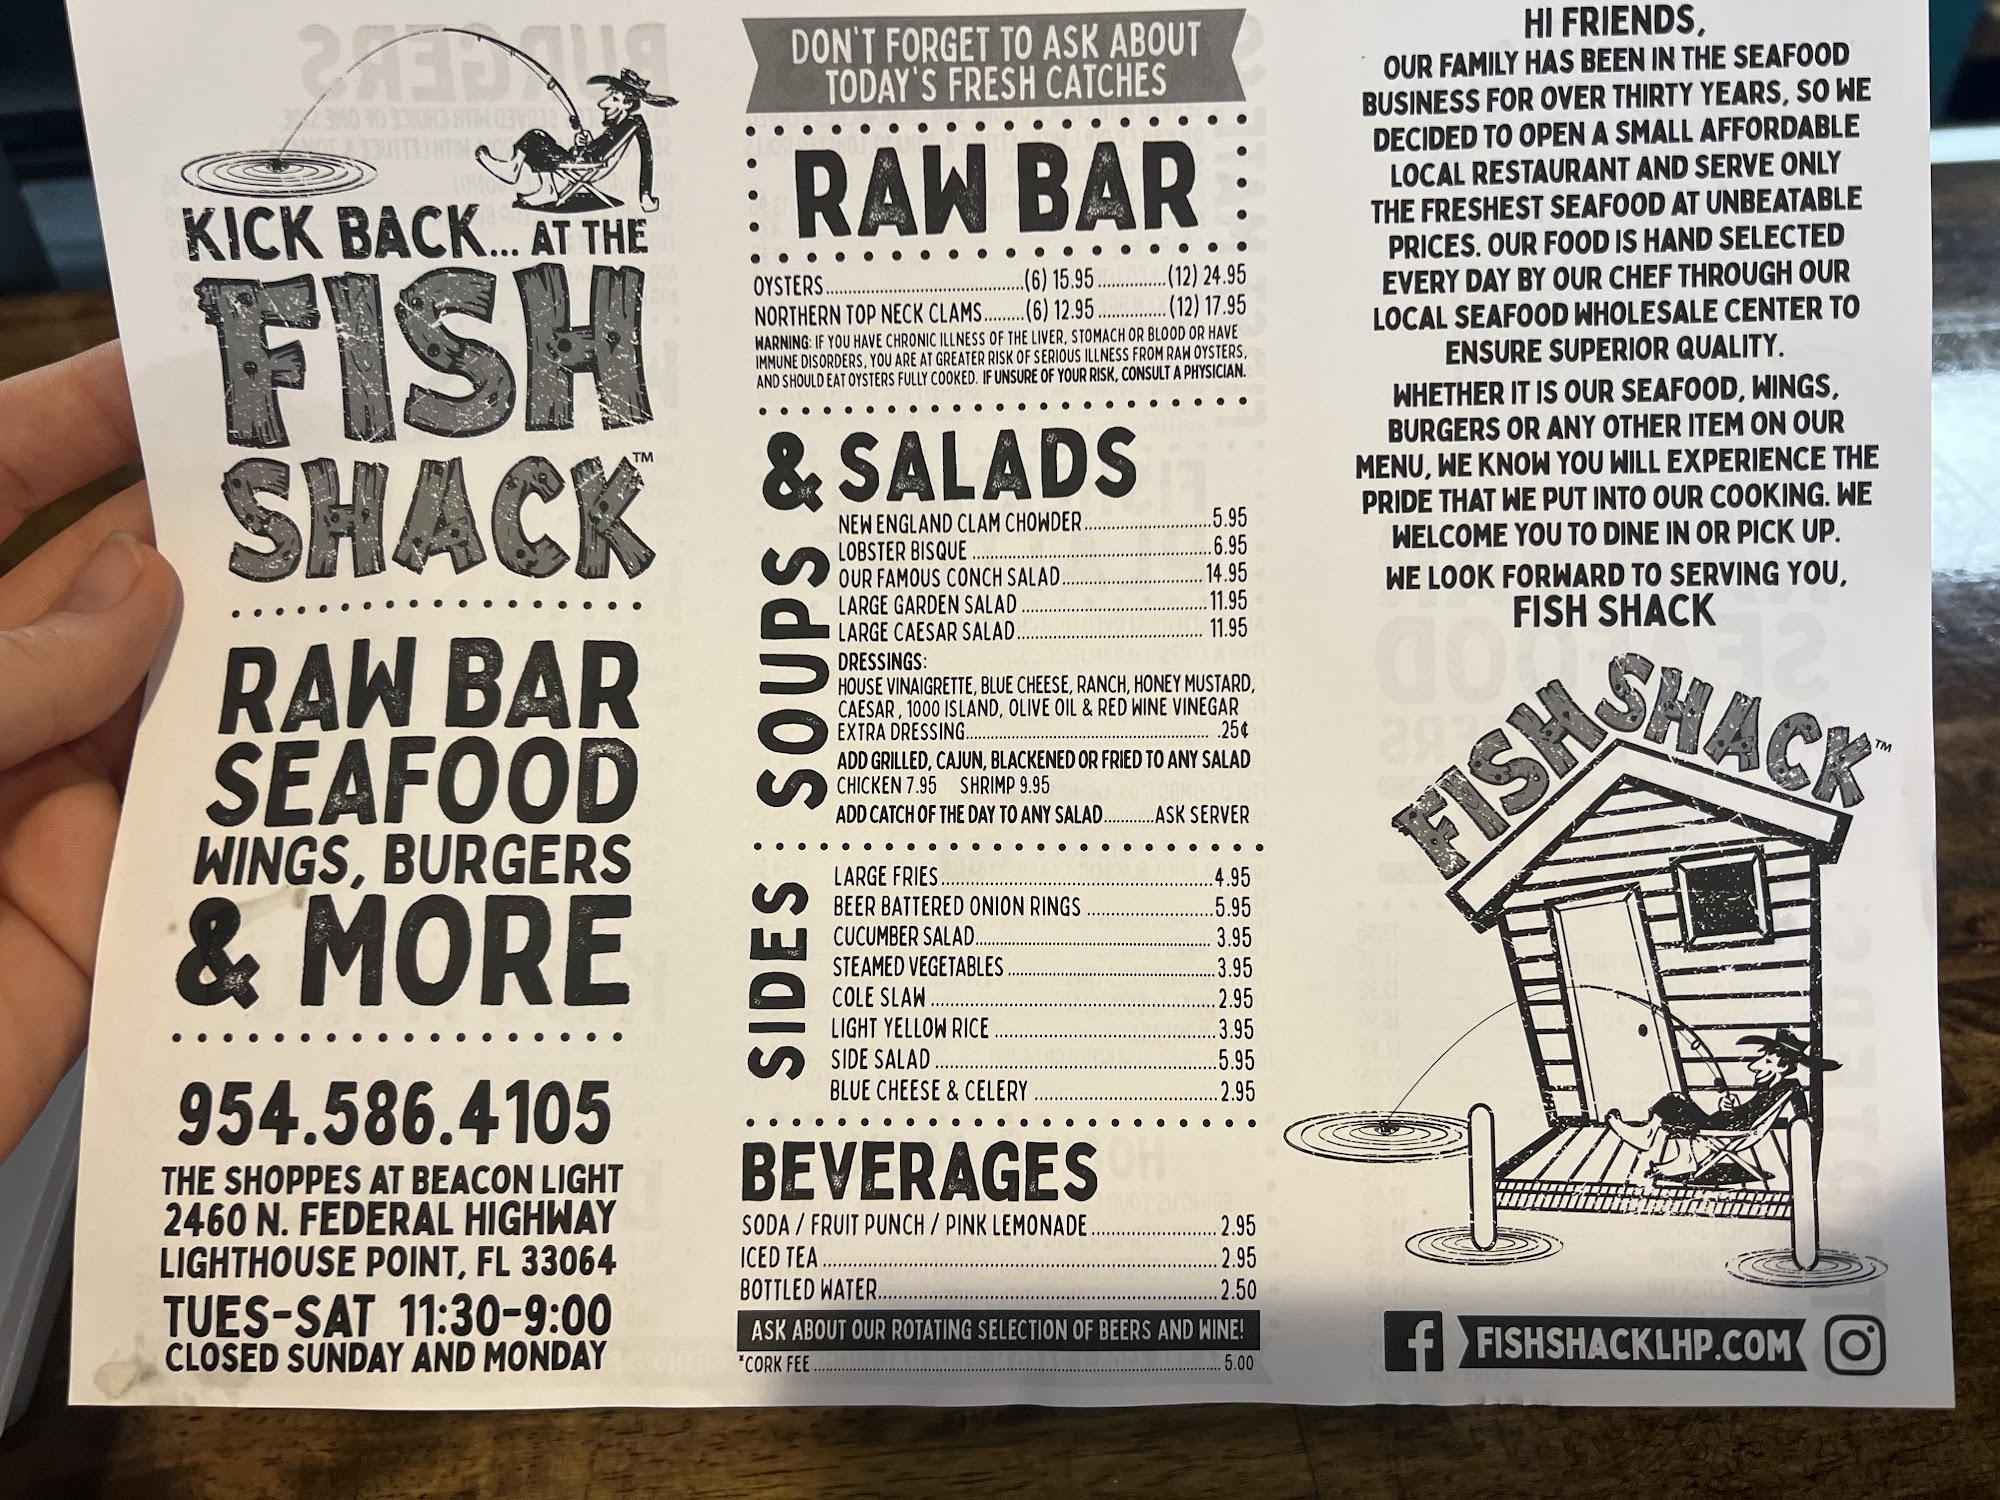 KICK BACK... AT THE
FISH
SHACK™
RAW BAR
SEAFOOD
WINGS, BURGERS
& MORE
954.586.4105
THE SHOPPES AT BEACON LIGHT
2460 N. FEDERAL HIGHWAY
LIGHTHOUSE POINT, FL 33064
TUES-SAT 11:30-9:00
CLOSED SUNDAY AND MONDAY
DON'T FORGET TO ASK ABOUT
TODAY'S FRESH CATCHES
RAW BAR
OYSTERS (6) 15.95 (12) 24.95
NORTHERN TOP NECK CLAMS (6) 12.95 (12) 17.95
WARNING: IF YOU HAVE CHRONIC ILLNESS OF THE LIVER, STOMACH OR BLOOD OR HAVE
IMMUNE DISORDERS, YOU ARE AT GREATER RISK OF SERIOUS ILLNESS FROM RAW OYSTERS,
AND SHOULD EAT OYSTERS FULLY COOKED. IF UNSURE OF YOUR RISK, CONSULT A PHYSICIAN.
SOUPS & SALADS
NEW ENGLAND CLAM CHOWDER 5.95
LOBSTER BISQUE 6.95
OUR FAMOUS CONCH SALAD 14.95
LARGE GARDEN SALAD 11.95
LARGE CAESAR SALAD 11.95
DRESSINGS:
HOUSE VINAIGRETTE, BLUE CHEESE, RANCH, HONEY MUSTARD,
CAESAR , 1000 ISLAND, OLIVE OIL & RED WINE VINEGAR
EXTRA DRESSING .25¢
ADD GRILLED, CAJUN, BLACKENED OR FRIED TO ANY SALAD
CHICKEN 7.95 SHRIMP 9.95
ADD CATCH OF THE DAY TO ANY SALAD ASK SERVER
SIDES
LARGE FRIES 4.95
BEER BATTERED ONION RINGS 5.95
CUCUMBER SALAD 3.95
STEAMED VEGETABLES 3.95
COLE SLAW 2.95
LIGHT YELLOW RICE 3.95
SIDE SALAD 5.95
BLUE CHEESE & CELERY 2.95
BEVERAGES
SODA / FRUIT PUNCH / PINK LEMONADE 2.95
ICED TEA 2.95
BOTTLED WATER 2.50
ASK ABOUT OUR ROTATING SELECTION OF BEERS AND WINE!
*CORK FEE 5.00
HI FRIENDS,
OUR FAMILY HAS BEEN IN THE SEAFOOD
BUSINESS FOR OVER THIRTY YEARS, SO WE
DECIDED TO OPEN A SMALL AFFORDABLE
LOCAL RESTAURANT AND SERVE ONLY
THE FRESHEST SEAFOOD AT UNBEATABLE
PRICES. OUR FOOD IS HAND SELECTED
EVERY DAY BY OUR CHEF THROUGH OUR
LOCAL SEAFOOD WHOLESALE CENTER TO
ENSURE SUPERIOR QUALITY.
WHETHER IT IS OUR SEAFOOD, WINGS,
BURGERS OR ANY OTHER ITEM ON OUR
MENU, WE KNOW YOU WILL EXPERIENCE THE
PRIDE THAT WE PUT INTO OUR COOKING. WE
WELCOME YOU TO DINE IN OR PICK UP.
WE LOOK FORWARD TO SERVING YOU,
FISH SHACK
FISH SHACK™
FISHSHACKLHP.COM